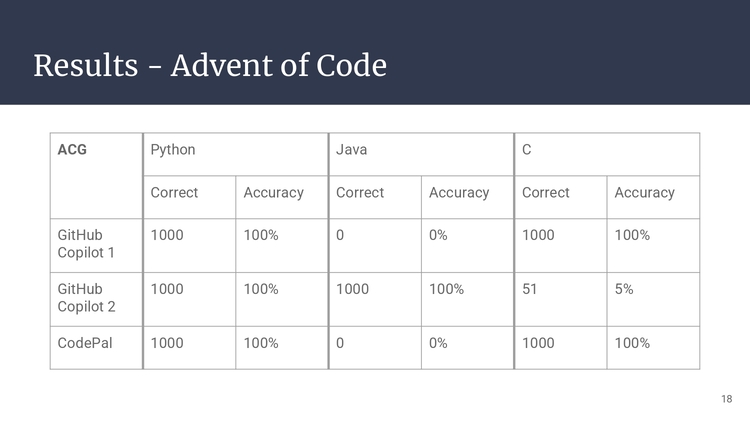 Results - Advent of Code
ACG Python Java C
Correct Accuracy Correct Accuracy Correct Accuracy
GitHub Copilot 1 1000 100% 0 0% 1000 100%
GitHub Copilot 2 1000 100% 1000 100% 51 5%
CodePal 1000 100% 0 0% 1000 100%
18